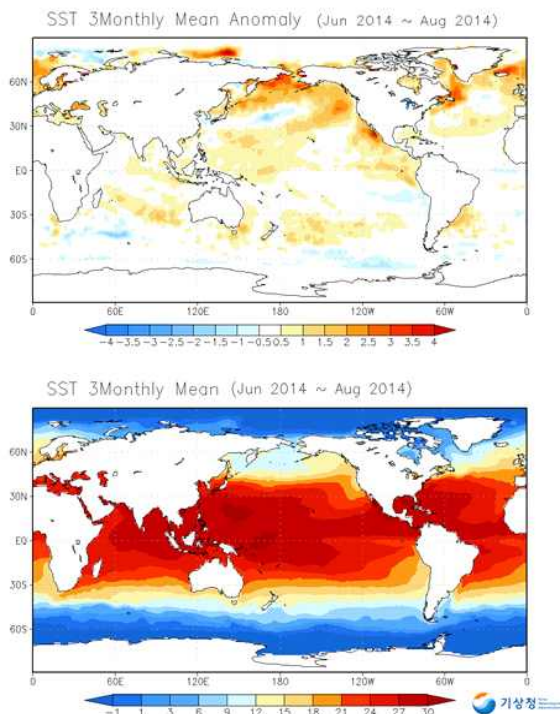 SST 3Monthly Mean Anomaly (Jun 2014 ~ Aug 2014)
60N
30N
EQ
30S
60S
0 60E 120E 180 120W 60W 0
-4 -3.5 -3 -2.5 -2 -1.5 -1 -0.5 0.5 1 1.5 2 2.5 3 3.5 4
SST 3Monthly Mean (Jun 2014 ~ Aug 2014)
60N
30N
EQ
30S
60S
0 60E 120E 180 120W 60W 0
-1 1 3 6 9 12 15 18 21 24 27 30
기상청